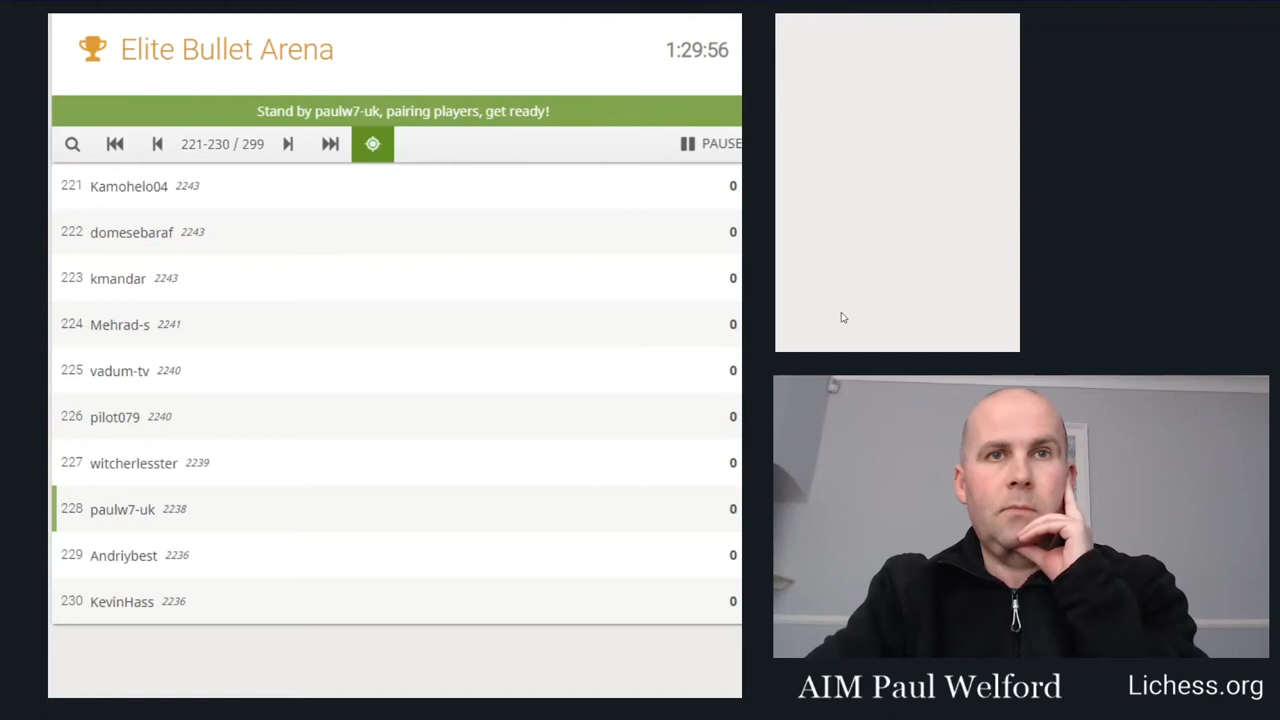 Elite Bullet Arena 1:29:56
Stand by paulw7-uk, pairing players, get ready!
221-230 / 299 PAUSE
221 Kamohelo04 2243 0
222 domesebaraf 2243 0
223 kmandar 2243 0
224 Mehrad-s 2241 0
225 vadum-tv 2240 0
226 pilot079 2240 0
227 witcherlesster 2239 0
228 paulw7-uk 2238 0
229 Andriybest 2236 0
230 KevinHass 2236 0
AIM Paul Welford Lichess.org